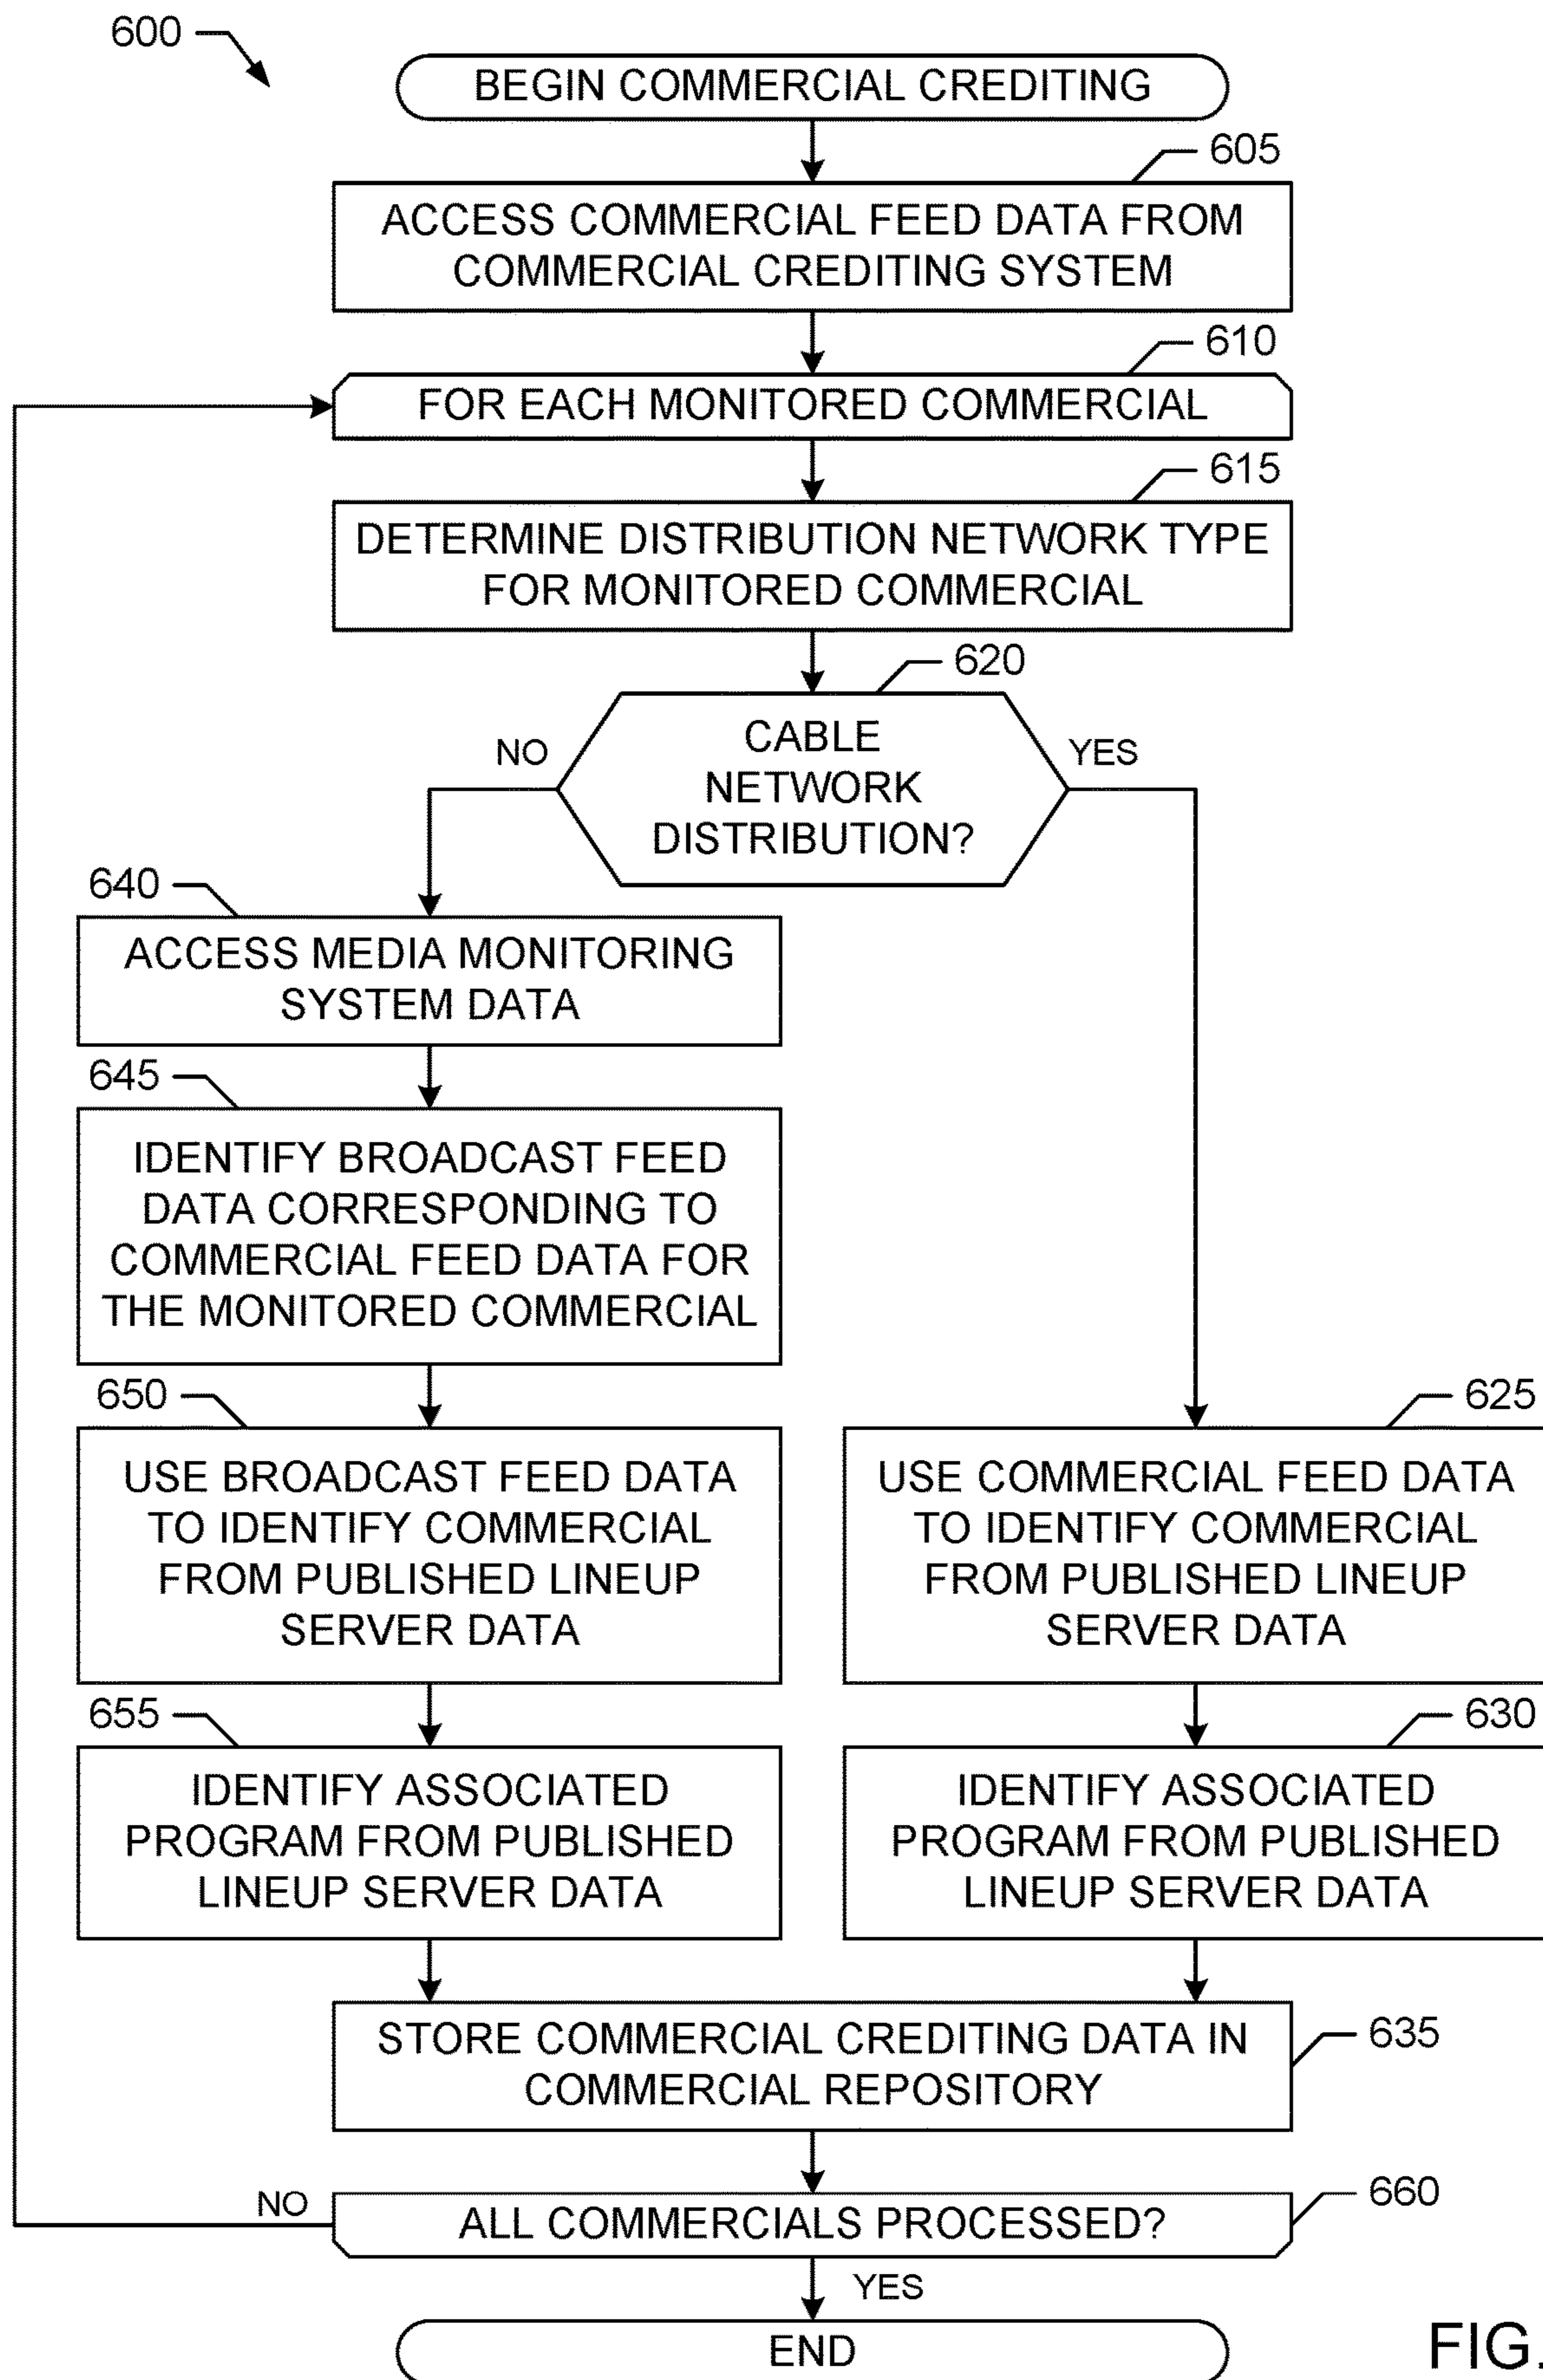 600
BEGIN COMMERCIAL CREDITING
605
ACCESS COMMERCIAL FEED DATA FROM
COMMERCIAL CREDITING SYSTEM
610
FOR EACH MONITORED COMMERCIAL
615
DETERMINE DISTRIBUTION NETWORK TYPE
FOR MONITORED COMMERCIAL
620
CABLE
NETWORK
DISTRIBUTION?
NO
YES
640
ACCESS MEDIA MONITORING
SYSTEM DATA
645
IDENTIFY BROADCAST FEED
DATA CORRESPONDING TO
COMMERCIAL FEED DATA FOR
THE MONITORED COMMERCIAL
650
USE BROADCAST FEED DATA
TO IDENTIFY COMMERCIAL
FROM PUBLISHED LINEUP
SERVER DATA
625
USE COMMERCIAL FEED DATA
TO IDENTIFY COMMERCIAL
FROM PUBLISHED LINEUP
SERVER DATA
655
IDENTIFY ASSOCIATED
PROGRAM FROM PUBLISHED
LINEUP SERVER DATA
630
IDENTIFY ASSOCIATED
PROGRAM FROM PUBLISHED
LINEUP SERVER DATA
STORE COMMERCIAL CREDITING DATA IN
COMMERCIAL REPOSITORY
635
NO
ALL COMMERCIALS PROCESSED?
660
YES
END
FIG.